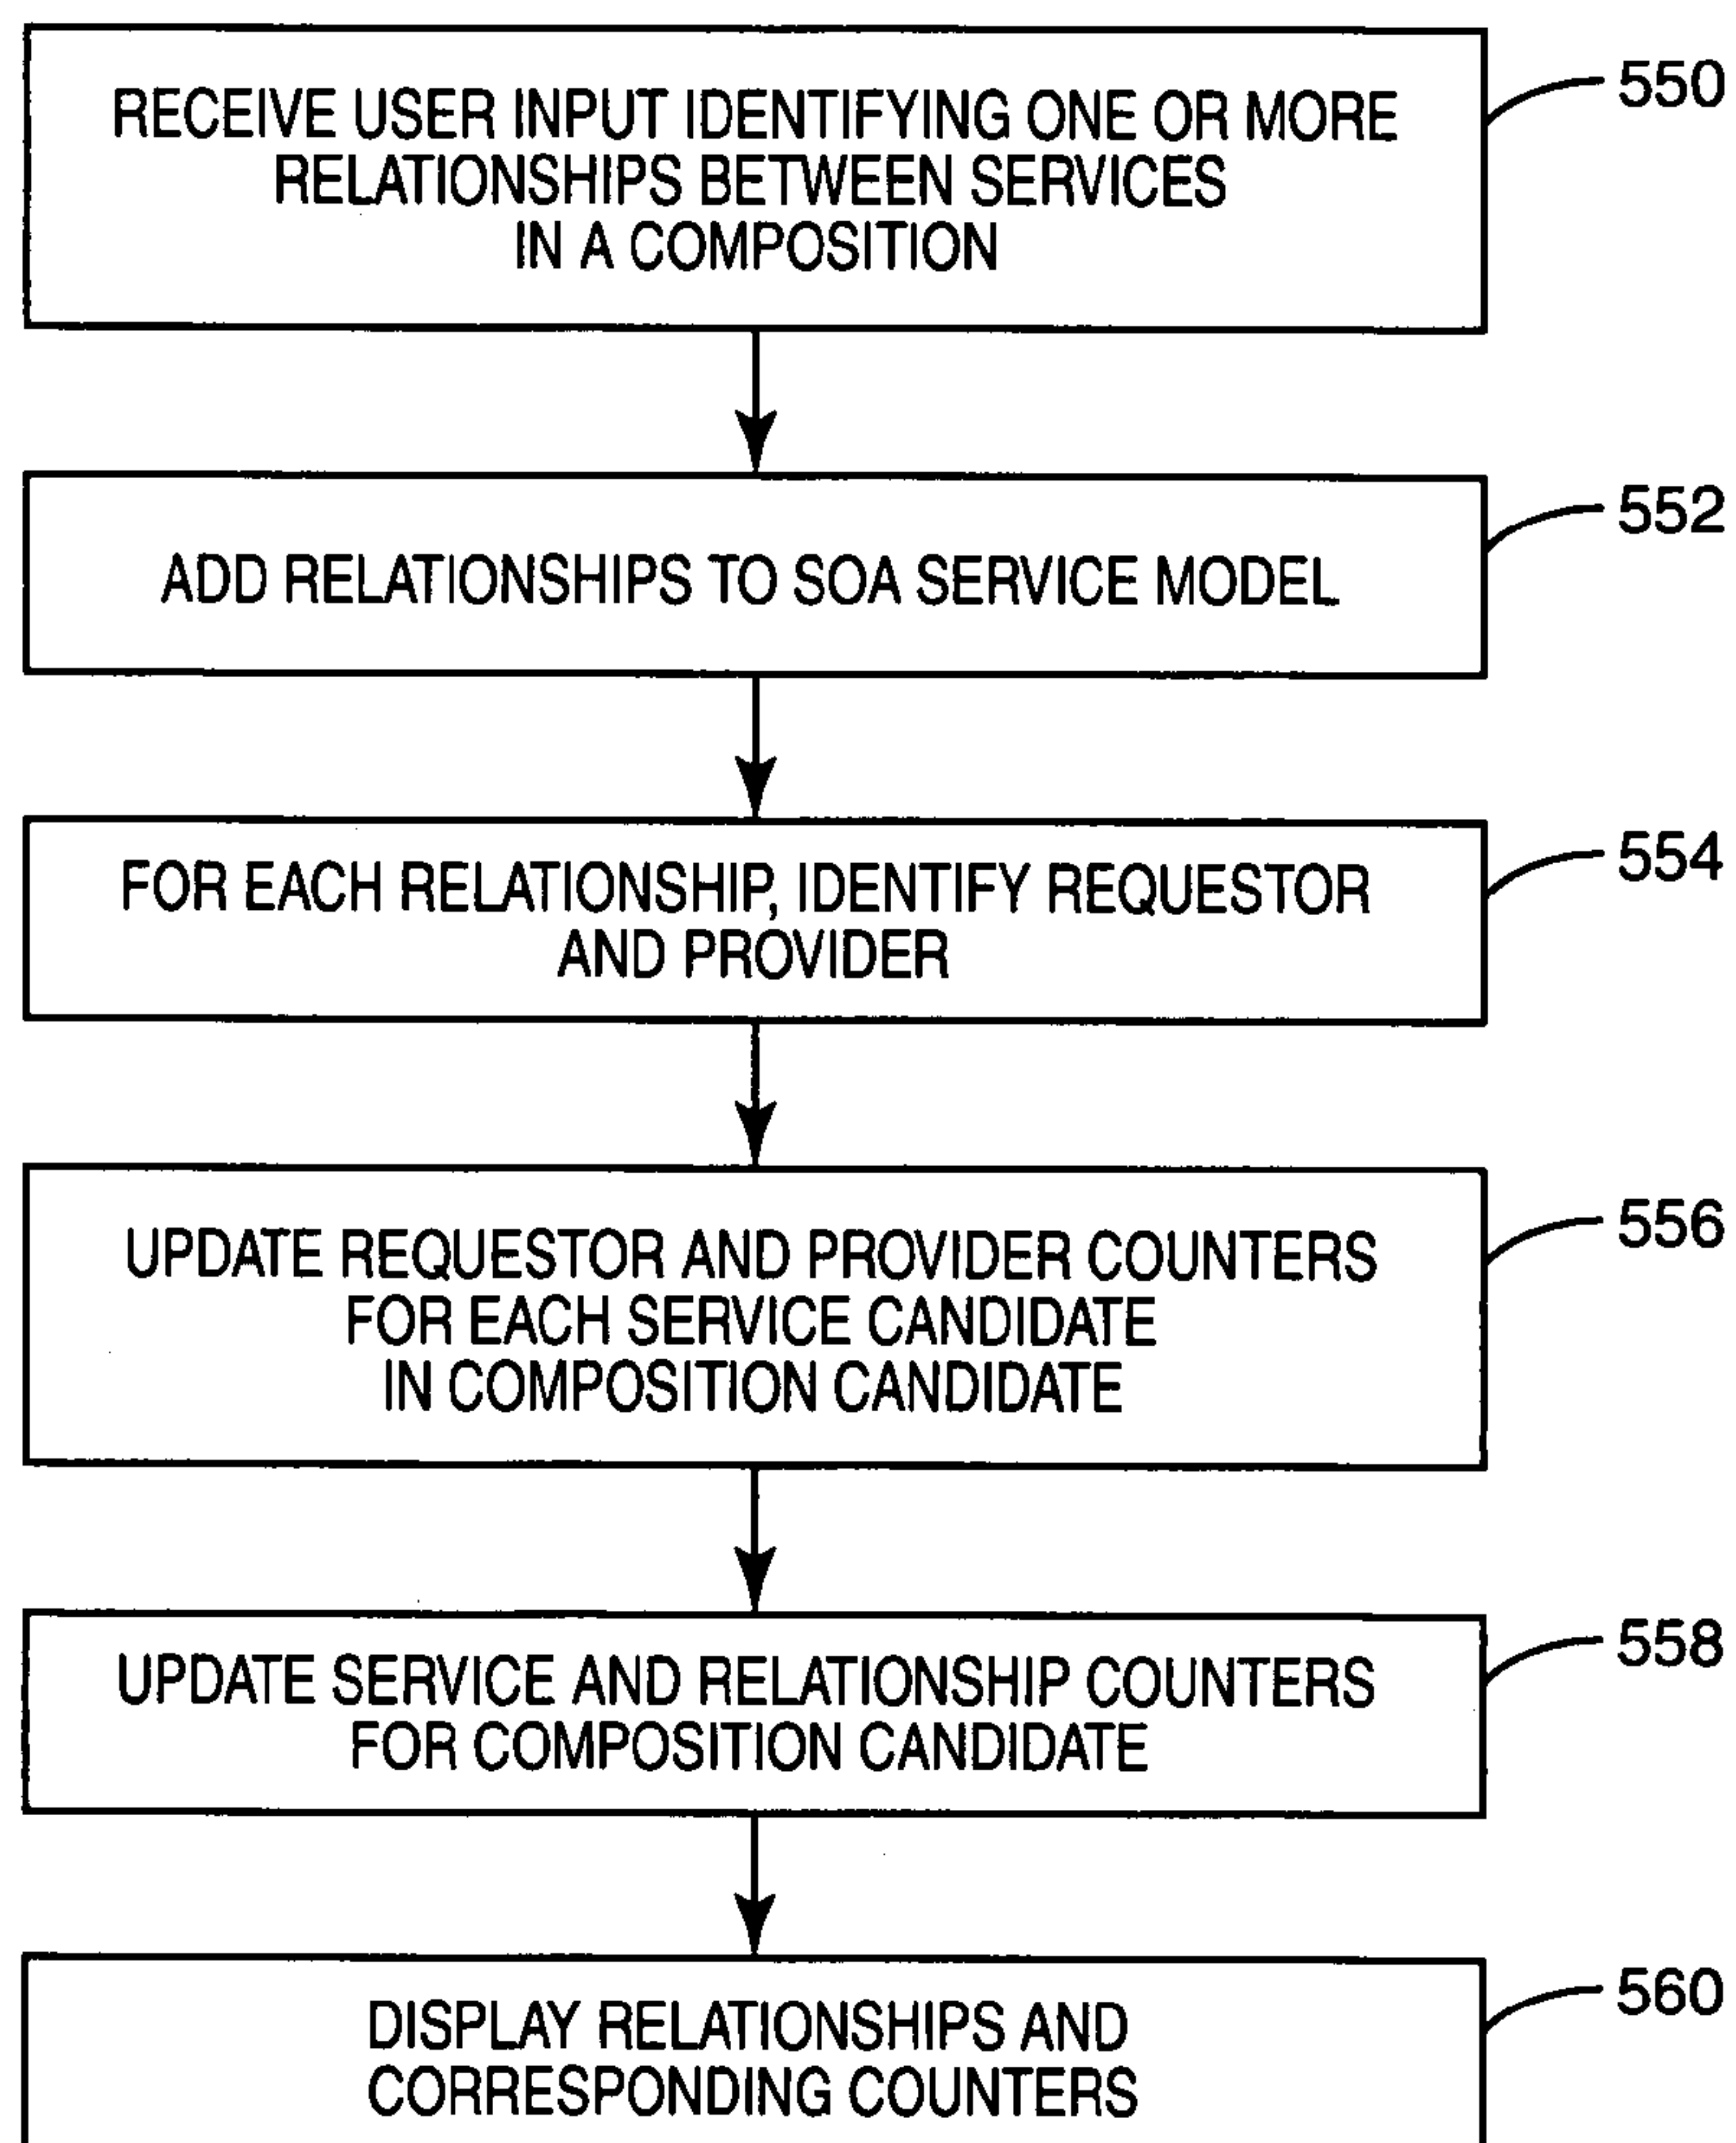 RECEIVE USER INPUT IDENTIFYING ONE OR MORE
RELATIONSHIPS BETWEEN SERVICES
IN A COMPOSITION
550
ADD RELATIONSHIPS TO SOA SERVICE MODEL
552
FOR EACH RELATIONSHIP, IDENTIFY REQUESTOR
AND PROVIDER
554
UPDATE REQUESTOR AND PROVIDER COUNTERS
FOR EACH SERVICE CANDIDATE
IN COMPOSITION CANDIDATE
556
UPDATE SERVICE AND RELATIONSHIP COUNTERS
FOR COMPOSITION CANDIDATE
558
DISPLAY RELATIONSHIPS AND
CORRESPONDING COUNTERS
560